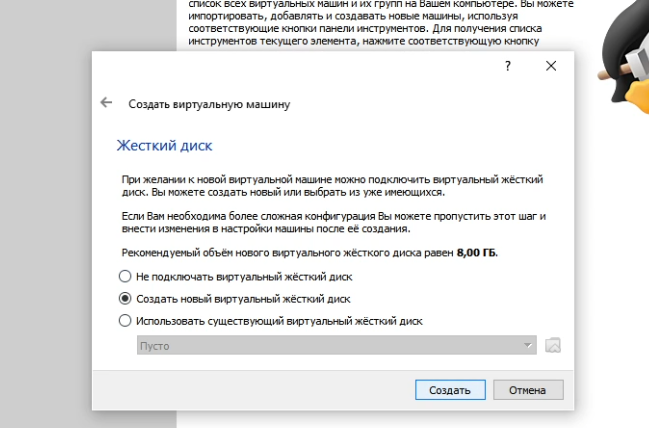 список всех виртуальных машин и их групп на Вашем компьютере. Вы можете
импортировать, добавлять и создавать новые машины, используя
соответствующие кнопки панели инструментов. Для получения списка
инструментов текущего элемента, нажмите соответствующую кнопку
?
Создать виртуальную машину
Жесткий диск
При желании к новой виртуальной машине можно подключить виртуальный жёсткий
диск. Вы можете создать новый или выбрать из уже имеющихся.
Если Вам необходима более сложная конфигурация Вы можете пропустить этот шаг и
внести изменения в настройки машины после её создания.
Рекомендуемый объём нового виртуального жёсткого диска равен 8,00 ГБ.
Не подключать виртуальный жёсткий диск
Создать новый виртуальный жёсткий диск
Использовать существующий виртуальный жёсткий диск
Пусто
Создать
Отмена